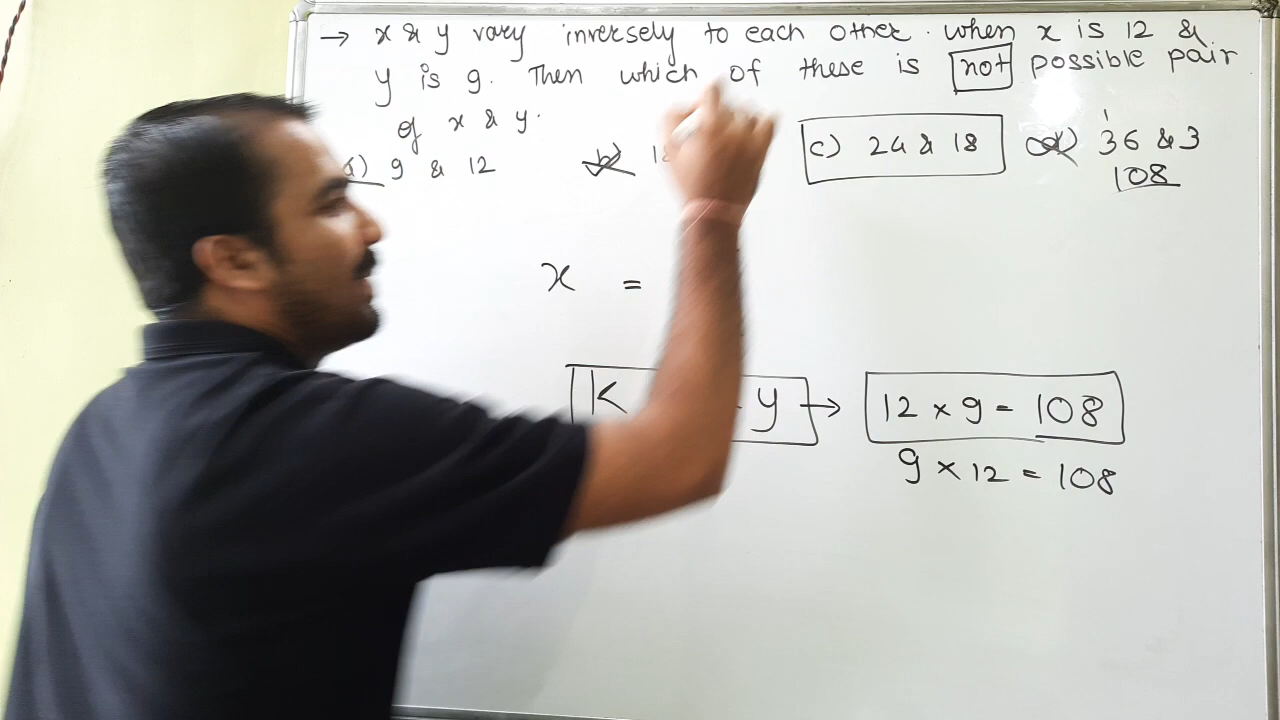 → x & y vary inversely to each other. when x is 12 &
y is 9. Then which of these is not possible pair
of x & y.
a) 9 & 12 b) 18 c) 24 & 18 d) 36 & 3
108
x =
K y → 12 × 9 = 108
9 × 12 = 108